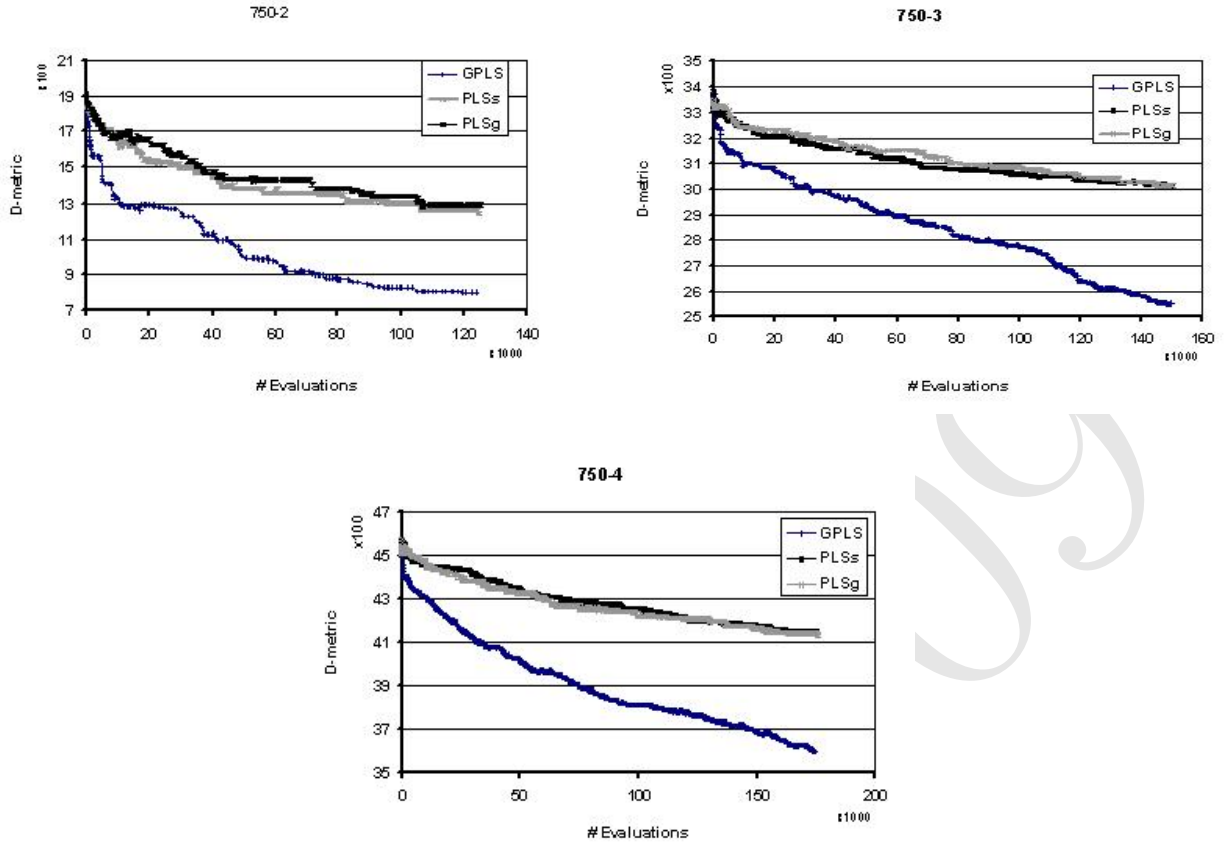 750-2
x100
21
19
17
15
13
11
9
7
D-metric
GPLS
PLSs
PLSg
0 20 40 60 80 100 120 140
x1000
# Evaluations
750-3
x100
35
34
33
32
31
30
29
28
27
26
25
D-metric
GPLS
PLSs
PLSg
0 20 40 60 80 100 120 140 160
x1000
# Evaluations
750-4
x100
47
45
43
41
39
37
35
D-metric
GPLS
PLSs
PLSg
0 50 100 150 200
x1000
# Evaluations